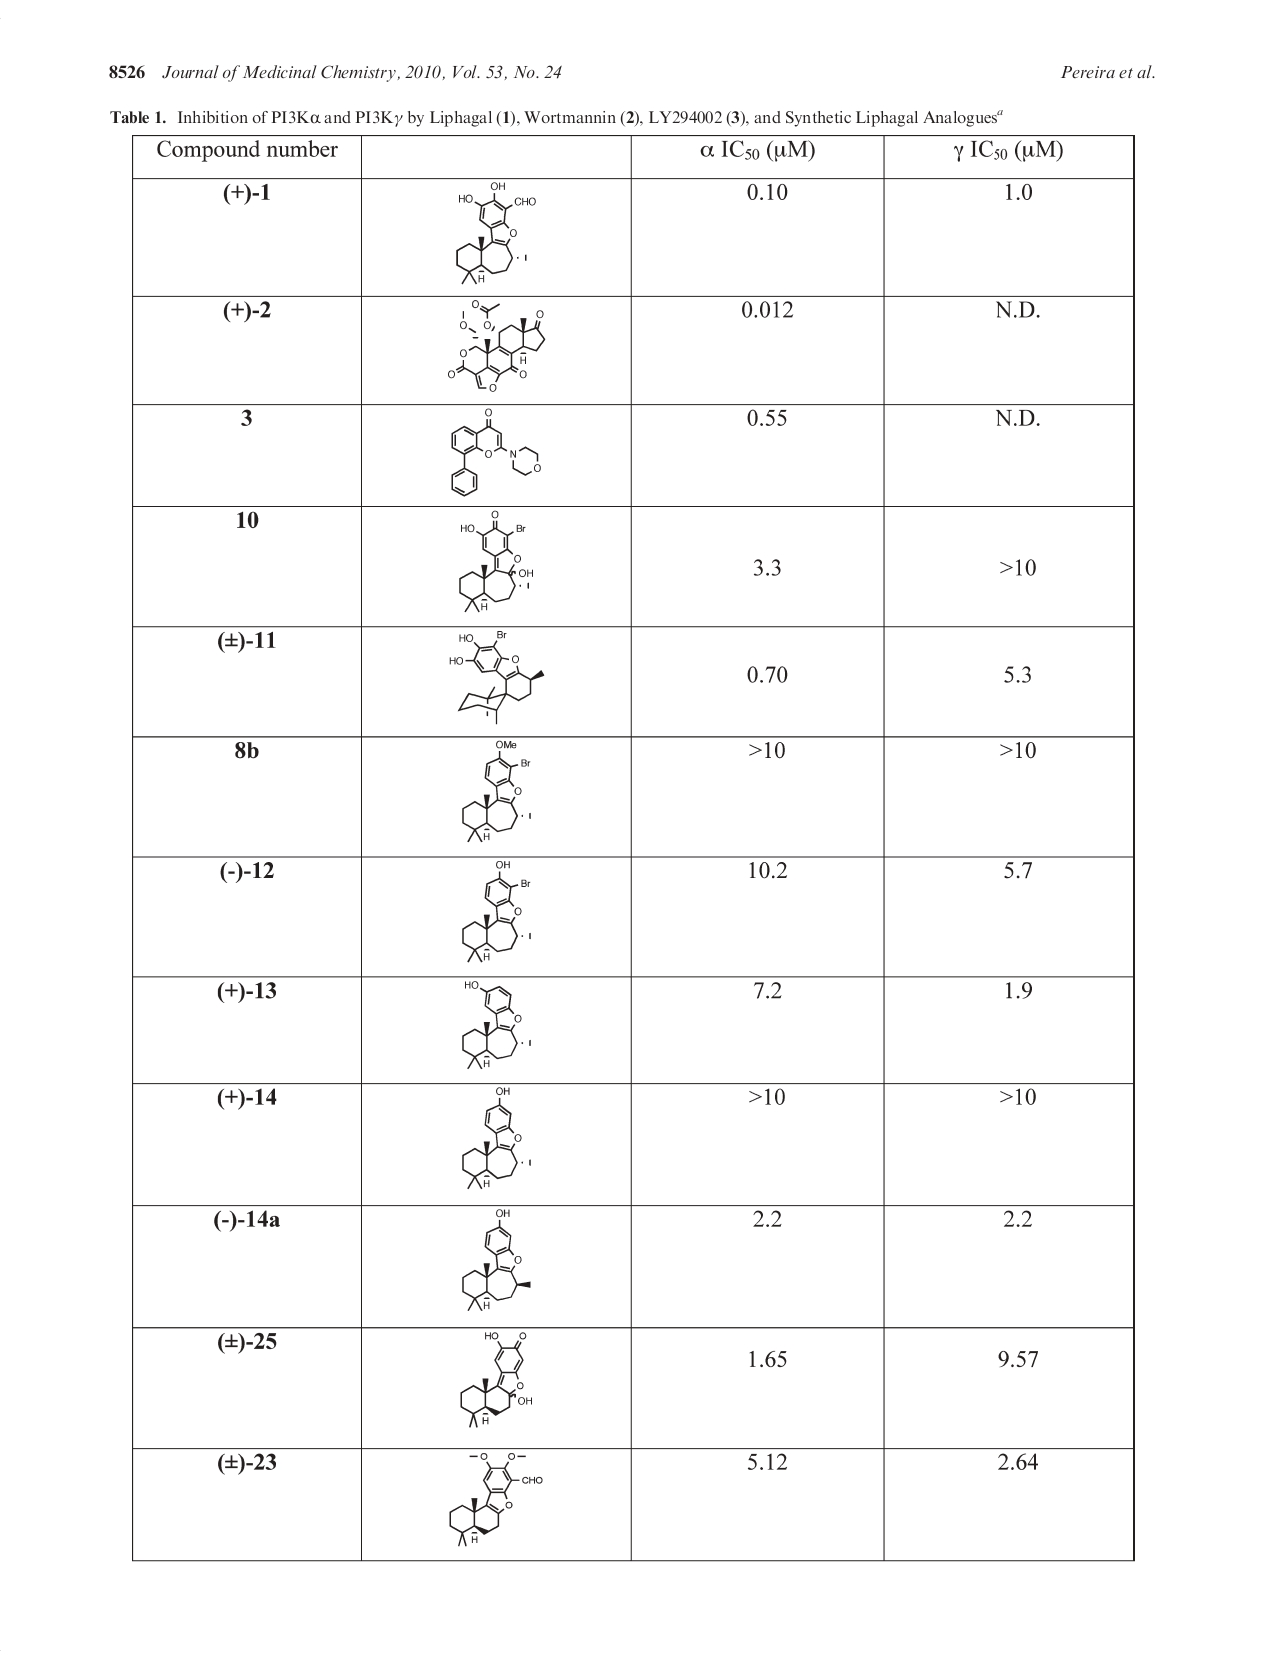 8526 Journal of Medicinal Chemistry, 2010, Vol. 53, No. 24 Pereira et al.
Table 1. Inhibition of PI3Kα and PI3Kγ by Liphagal (1), Wortmannin (2), LY294002 (3), and Synthetic Liphagal Analogues^a
Compound number α IC50 (μM) γ IC50 (μM)
(+)-1 0.10 1.0
OH
HO CHO
O
H
(+)-2 0.012 N.D.
O
O O
O
O
H
O O
O
3 0.55 N.D.
O
O N
O
10
O
HO Br
O
OH
H
3.3 >10
(±)-11
Br
HO
HO O
0.70 5.3
8b >10 >10
OMe
Br
O
H
(-)-12 10.2 5.7
OH
Br
O
H
(+)-13 7.2 1.9
HO
O
H
(+)-14 >10 >10
OH
O
H
(-)-14a 2.2 2.2
OH
O
H
(±)-25
HO O
O
OH
H
1.65 9.57
(±)-23 5.12 2.64
O O
CHO
O
H